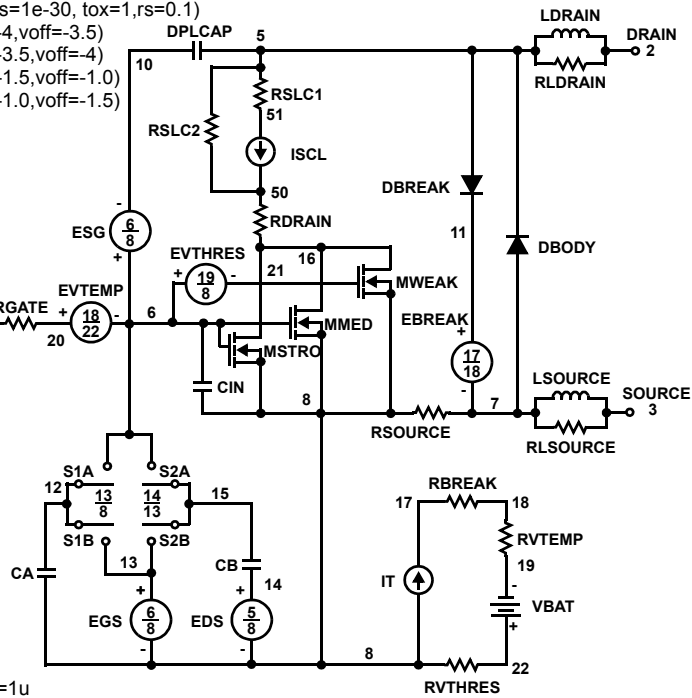 s=1e-30, tox=1,rs=0.1)
-4,voff=-3.5)
-3.5,voff=-4)
-1.5,voff=-1.0)
-1.0,voff=-1.5)
LDRAIN
DPLCAP 5 DRAIN
10 2
RLDRAIN
RSLC1
51
RSLC2
ISCL
50
DBREAK
RDRAIN
ESG 6/8 - +
11
DBODY
EVTHRES
16
+ 19/8 - 21
MWEAK
EVTEMP
RGATE + 18/22 - 6
20
MMED
EBREAK
+
MSTRO
17/18
-
CIN
LSOURCE
8 7 SOURCE
3
RSOURCE
RLSOURCE
S1A S2A
12 13/8 14/13 15
RBREAK
17 18
S1B S2B
RVTEMP
13
CA CB 19
14 IT -
+ + VBAT
EGS 6/8 EDS 5/8 +
- -
8 22
RVTHRES
=1u